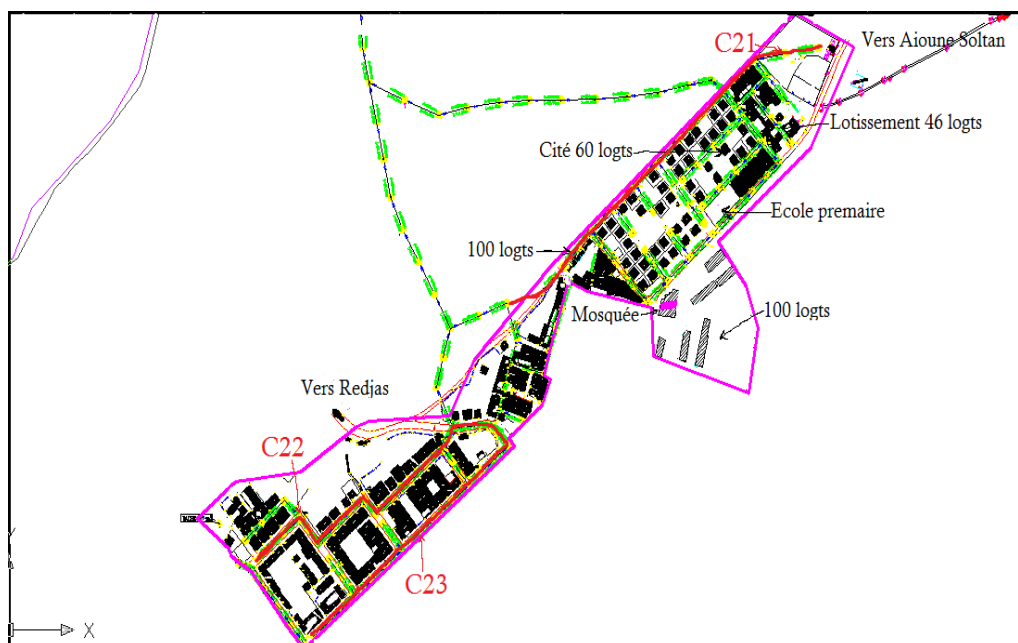 C21
Vers Aioune Soltan
Lotissement 46 logts
Cité 60 logts
Ecole premaire
100 logts
Mosquée
100 logts
Vers Redjas
C22
C23
X